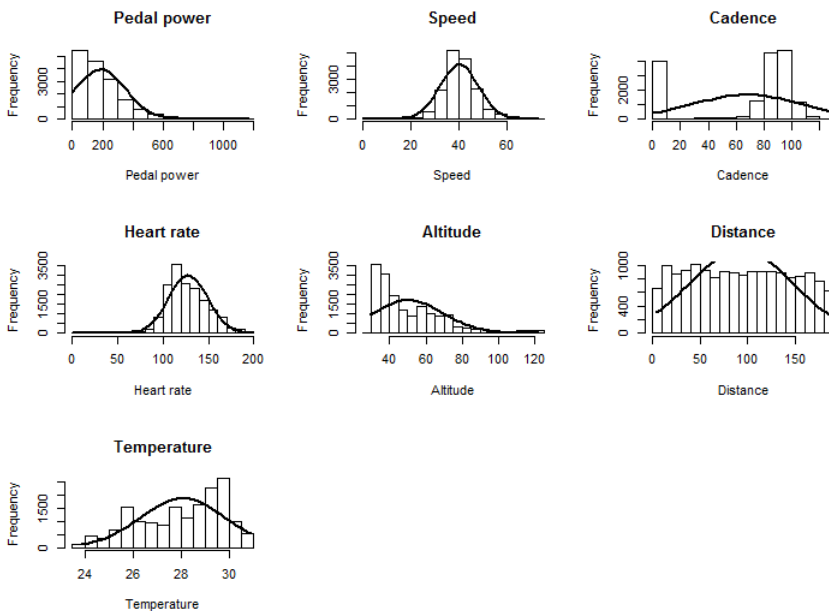 Pedal power
Frequency
0
3000
0 200 600 1000
Pedal power
Speed
Frequency
0
3000
0 20 40 60
Speed
Cadence
Frequency
0
2000
0 20 40 60 80 100
Cadence
Heart rate
Frequency
0
1500
3500
0 50 100 150 200
Heart rate
Altitude
Frequency
0
1500
3500
40 60 80 100 120
Altitude
Distance
Frequency
0
400
1000
0 50 100 150
Distance
Temperature
Frequency
0
1500
24 26 28 30
Temperature